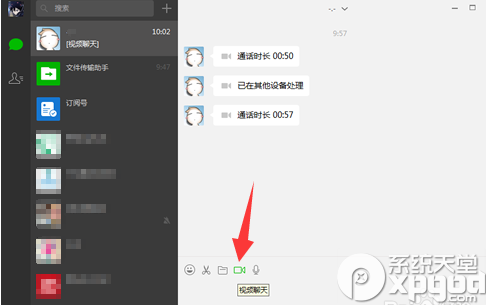 搜索
10:02
[视频聊天]
文件传输助手
9:47
订阅号
-.-
9:57
通话时长 00:50
已在其他设备处理
通话时长 00:57
视频聊天
系统天堂